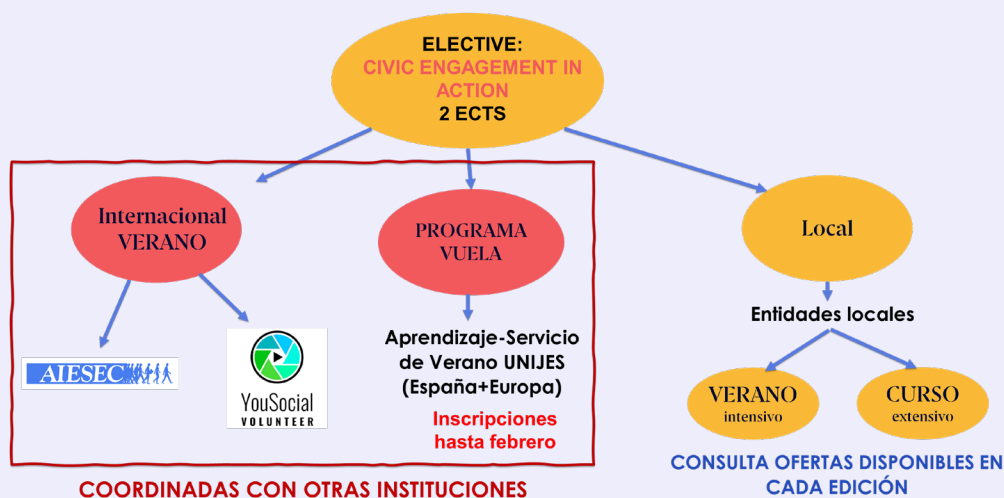 ELECTIVE:
CIVIC ENGAGEMENT IN
ACTION
2 ECTS
Internacional
VERANO
PROGRAMA
VUELA
Local
AIESEC
YouSocial
VOLUNTEER
Aprendizaje-Servicio
de Verano UNIJES
(España+Europa)
Inscripciones
hasta febrero
Entidades locales
VERANO
intensivo
CURSO
extensivo
COORDINADAS CON OTRAS INSTITUCIONES
CONSULTA OFERTAS DISPONIBLES EN
CADA EDICIÓN